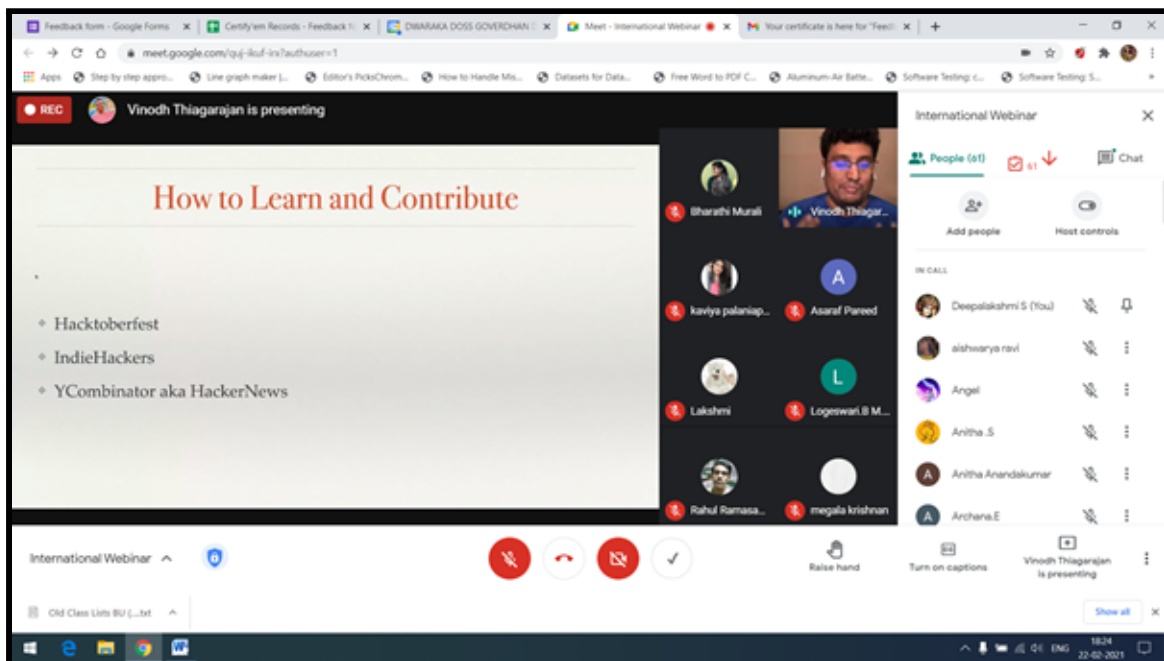 Feedback form - Google Forms
Certify'em Records - Feedback f
DWARAKA DOSS GOVERDHAN
Meet - International Webinar
Your certificate is here for "Feed
meet.google.com/quj-ikuf-inx?authuser=1
Apps
Step by step appro...
Line graph maker |...
Editor's PicksChrom...
How to Handle Mis...
Datasets for Data...
Free Word to PDF C...
Aluminum-Air Batte...
Software Testing: c...
Software Testing: S...
REC
Vinodh Thiagarajan is presenting
How to Learn and Contribute
Hacktoberfest
IndieHackers
YCombinator aka HackerNews
Bharathi Murali
Vinodh Thiagar...
kaviya palaniap...
A
Asaraf Pareed
Lakshmi
L
Logeswari.B M...
Rahul Ramasa...
megala krishnan
International Webinar
People (61)
61
Chat
Add people
Host controls
IN CALL
Deepalakshmi S (You)
aishwarya ravi
Angel
Anitha .S
A
Anitha Anandakumar
A
Archana.E
International Webinar
Raise hand
Turn on captions
Vinodh Thiagarajan
is presenting
Old Class Lists BU (....txt
Show all
ENG
18:24
22-02-2021